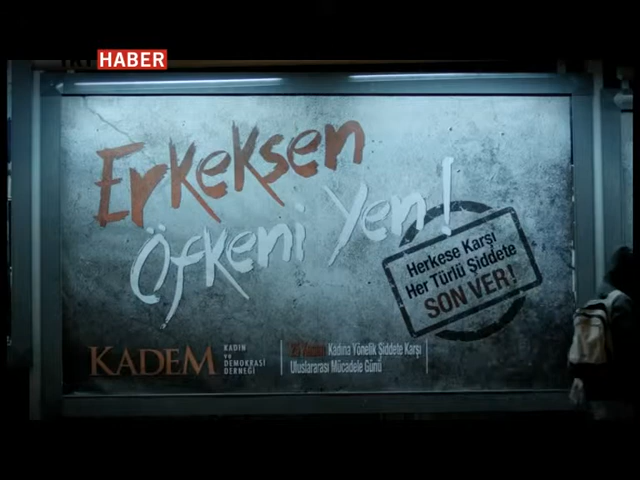 HABER
Erkeksen
Öfkeni Yen!
Herkese Karşı
Her Türlü Şiddete
SON VER!
KADEM
KADIN
ve
DEMOKRASİ
DERNEĞİ
25 Kasım Kadına Yönelik Şiddete Karşı
Uluslararası Mücadele Günü